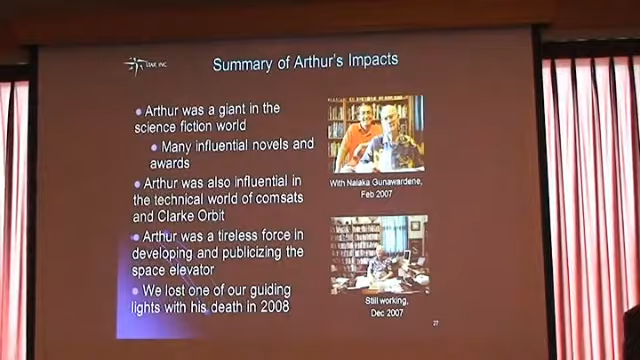 STAR INC
Summary of Arthur's Impacts
Arthur was a giant in the
science fiction world
Many influential novels and
awards
Arthur was also influential in
the technical world of comsats
and Clarke Orbit
Arthur was a tireless force in
developing and publicizing the
space elevator
We lost one of our guiding
lights with his death in 2008
With Nalaka Gunawardene,
Feb 2007
Still working,
Dec 2007
27